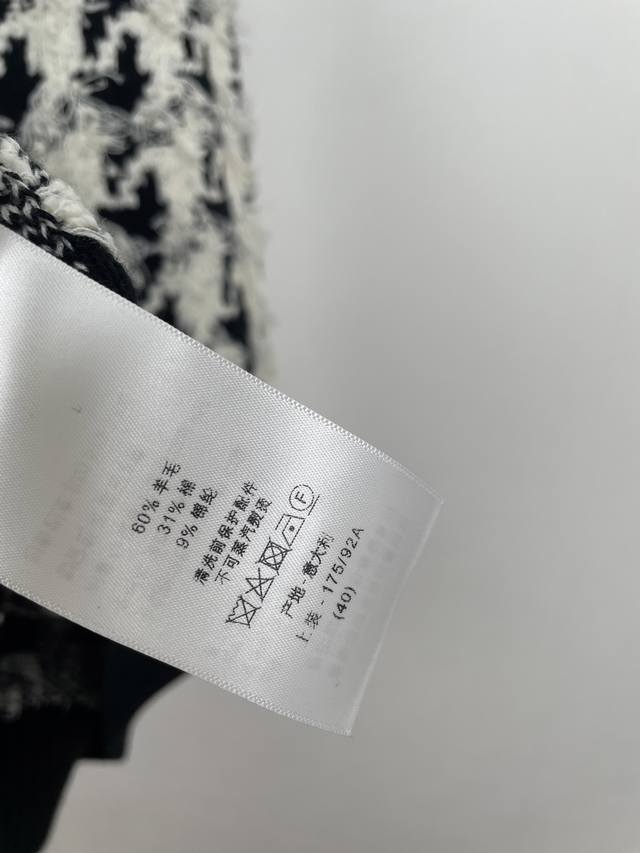 60% 羊毛
31% 棉
9% 锦纶
清洗前保护配件
不可蒸汽熨烫
F
产地 - 意大利
上装 - 175/92A
(40)